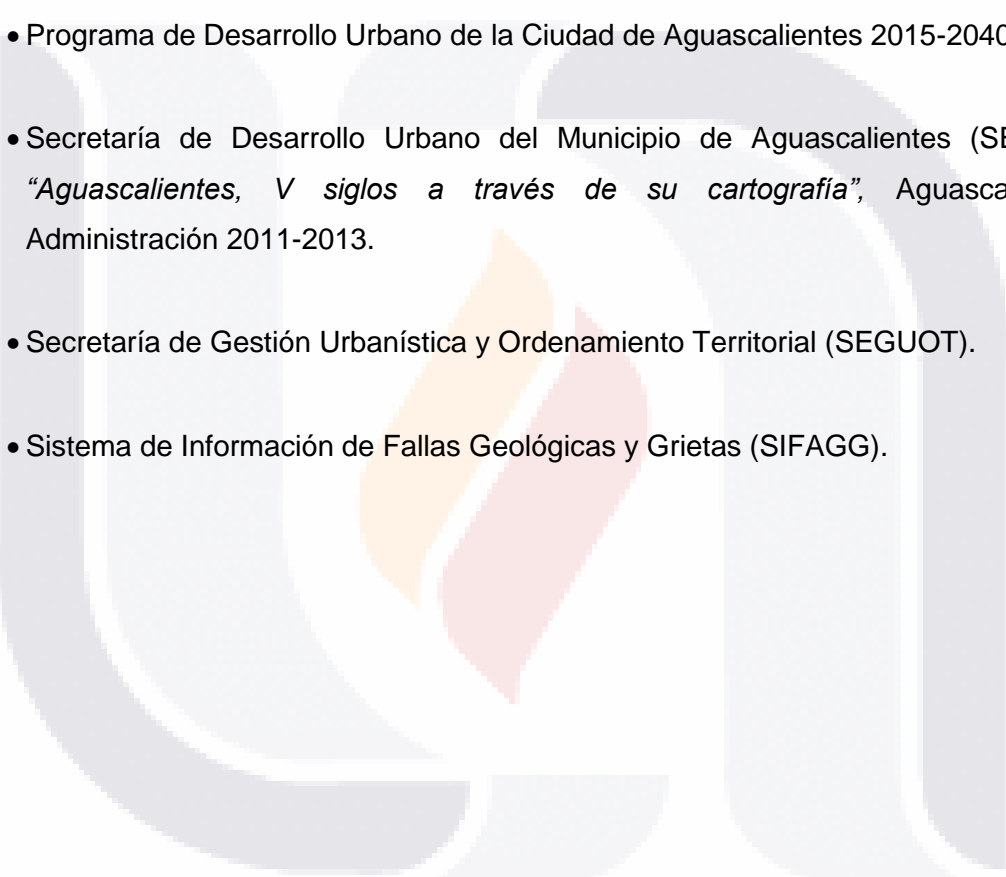 • Programa de Desarrollo Urbano de la Ciudad de Aguascalientes 2015-2040
• Secretaría de Desarrollo Urbano del Municipio de Aguascalientes
“Aguascalientes, V siglos a través de su cartografía”,
Administración 2011-2013.
• Secretaría de Gestión Urbanística y Ordenamiento Territorial (SEGUOT).
• Sistema de Información de Fallas Geológicas y Grietas (SIFAGG).